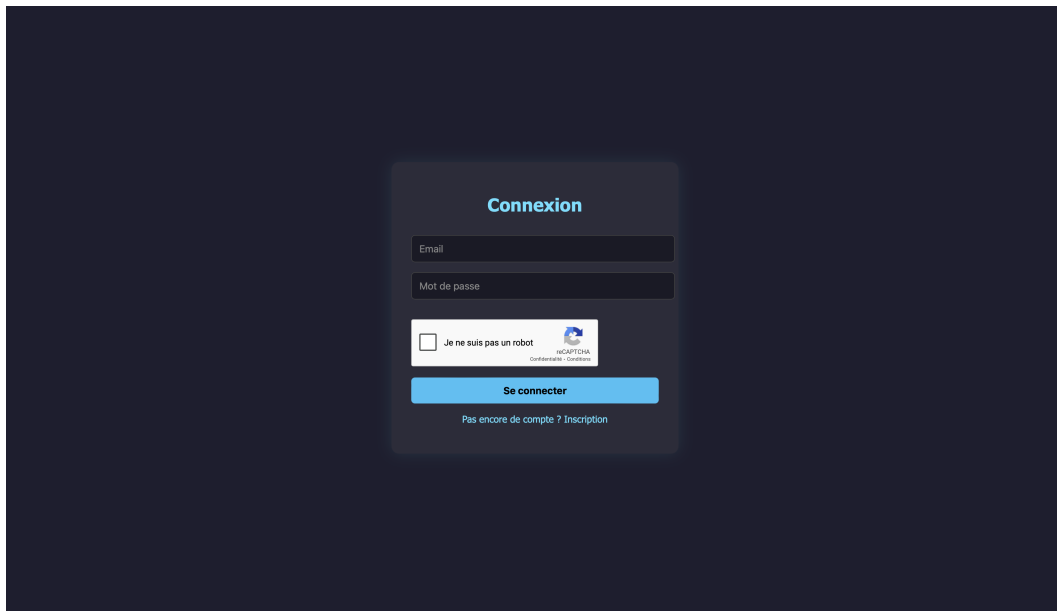 Connexion
Email
Mot de passe
Je ne suis pas un robot
reCAPTCHA
Confidentialité - Conditions
Se connecter
Pas encore de compte ? Inscription